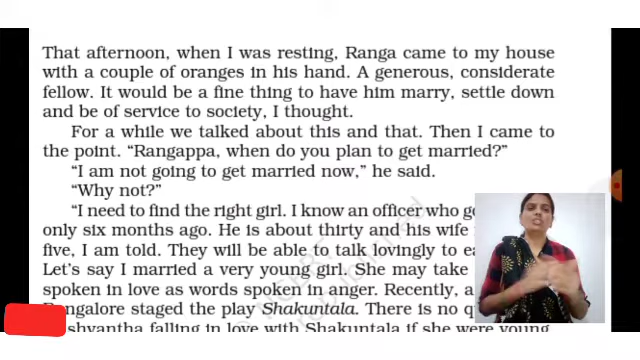 That afternoon, when I was resting, Ranga came to my house
with a couple of oranges in his hand. A generous, considerate
fellow. It would be a fine thing to have him marry, settle down
and be of service to society, I thought.
For a while we talked about this and that. Then I came to
the point. “Rangappa, when do you plan to get married?”
“I am not going to get married now,” he said.
“Why not?”
“I need to find the right girl. I know an officer who
only six months ago. He is about thirty and his wife
five, I am told. They will be able to talk lovingly to
Let’s say I married a very young girl. She may take
spoken in love as words spoken in anger. Recently, a
Bangalore staged the play Shakuntala. There is no
falling in love with Shakuntala if she were young,